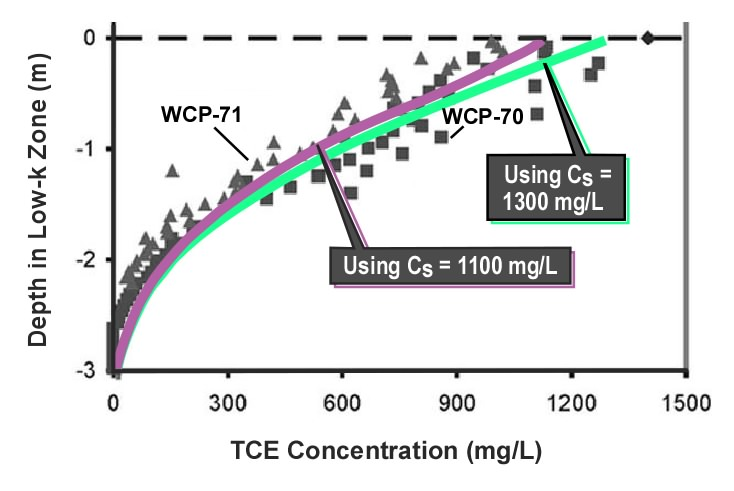 0
WCP-71
WCP-70
-1
Using Cs =
1300 mg/L
Using Cs = 1100 mg/L
-2
-3
0 300 600 900 1200 1500
Depth in Low-k Zone (m)
TCE Concentration (mg/L)